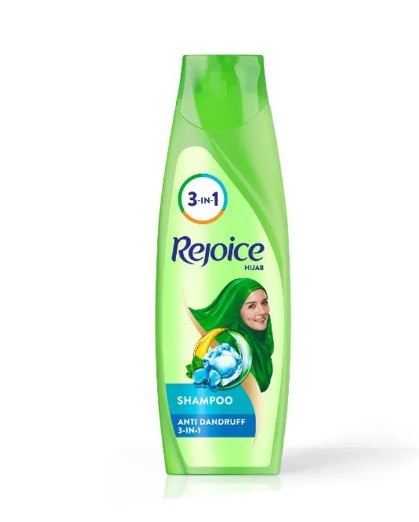 3-IN-1
Rejoice
HIJAB
SHAMPOO
ANTI DANDRUFF
3-IN-1